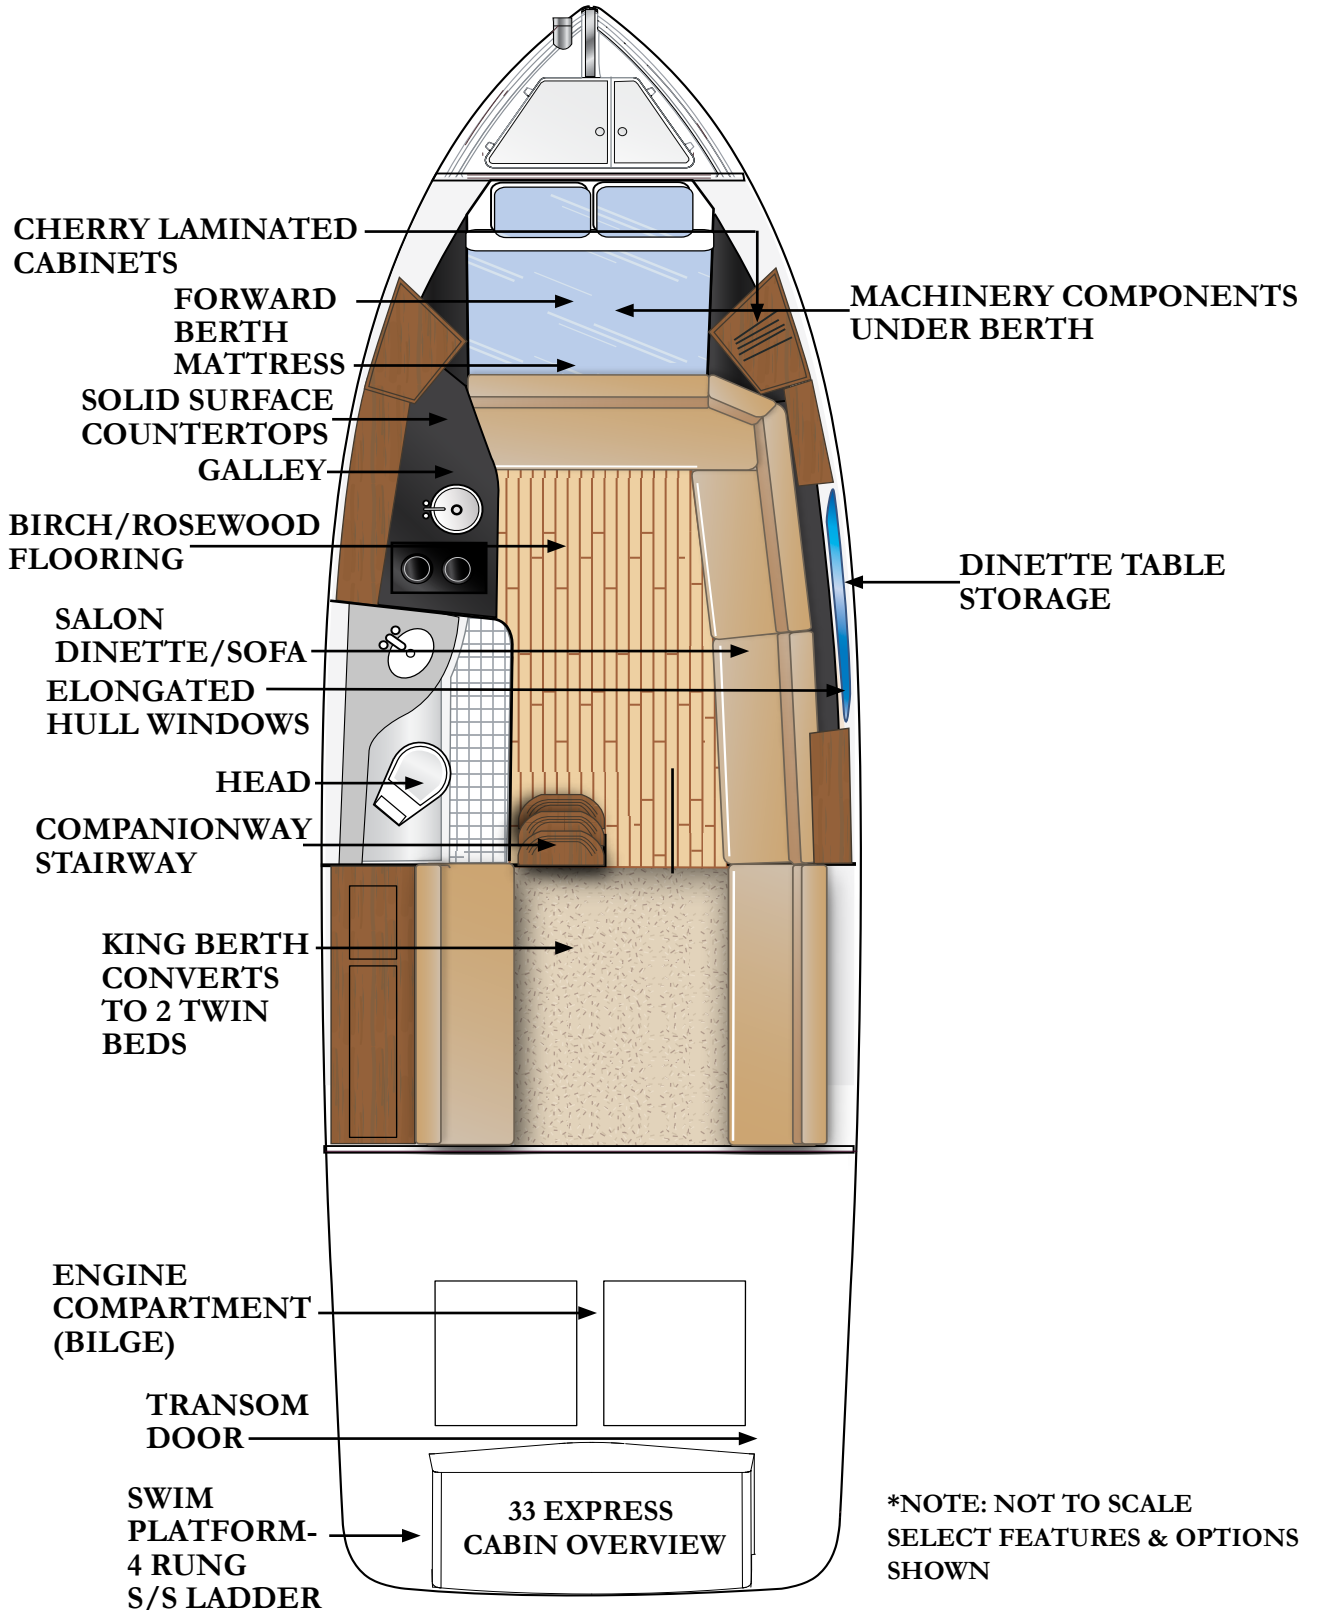 CHERRY LAMINATED
CABINETS
FORWARD
BERTH
MATTRESS
MACHINERY COMPONENTS
UNDER BERTH
SOLID SURFACE
COUNTERTOPS
GALLEY
BIRCH/ROSEWOOD
FLOORING
DINETTE TABLE
STORAGE
SALON
DINETTE/SOFA
ELONGATED
HULL WINDOWS
HEAD
COMPANIONWAY
STAIRWAY
KING BERTH
CONVERTS
TO 2 TWIN
BEDS
ENGINE
COMPARTMENT
(BILGE)
TRANSOM
DOOR
SWIM
PLATFORM-
4 RUNG
S/S LADDER
33 EXPRESS
CABIN OVERVIEW
*NOTE: NOT TO SCALE
SELECT FEATURES & OPTIONS
SHOWN